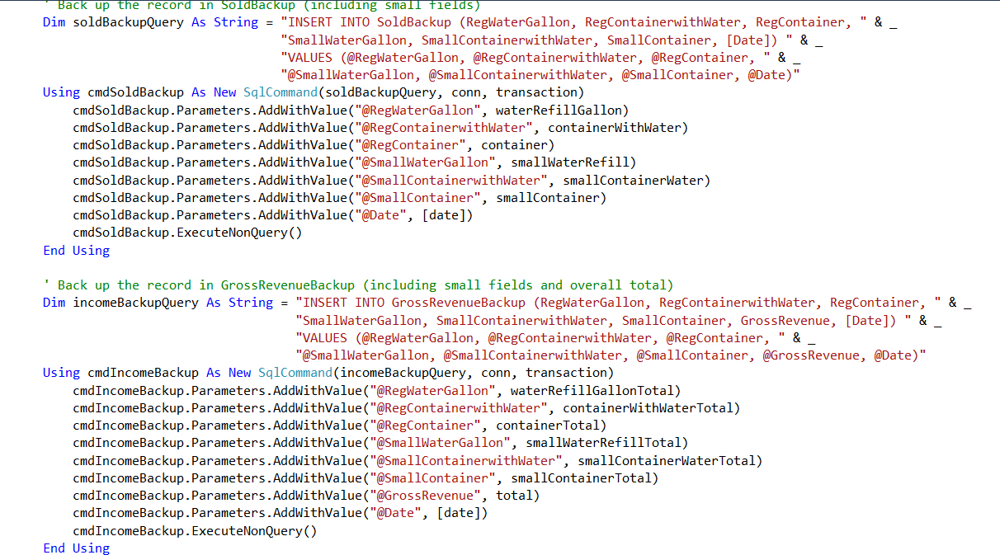 ' Back up the record in SoldBackup (including small fields)
Dim soldBackupQuery As String = "INSERT INTO SoldBackup (RegWaterGallon, RegContainerwithWater, RegContainer, " & _
"SmallWaterGallon, SmallContainerwithWater, SmallContainer, [Date]) " & _
"VALUES (@RegWaterGallon, @RegContainerwithWater, @RegContainer, " & _
"@SmallWaterGallon, @SmallContainerwithWater, @SmallContainer, @Date)"
Using cmdSoldBackup As New SqlCommand(soldBackupQuery, conn, transaction)
cmdSoldBackup.Parameters.AddWithValue("@RegWaterGallon", waterRefillGallon)
cmdSoldBackup.Parameters.AddWithValue("@RegContainerwithWater", containerWithWater)
cmdSoldBackup.Parameters.AddWithValue("@RegContainer", container)
cmdSoldBackup.Parameters.AddWithValue("@SmallWaterGallon", smallWaterRefill)
cmdSoldBackup.Parameters.AddWithValue("@SmallContainerwithWater", smallContainerWater)
cmdSoldBackup.Parameters.AddWithValue("@SmallContainer", smallContainer)
cmdSoldBackup.Parameters.AddWithValue("@Date", [date])
cmdSoldBackup.ExecuteNonQuery()
End Using
' Back up the record in GrossRevenueBackup (including small fields and overall total)
Dim incomeBackupQuery As String = "INSERT INTO GrossRevenueBackup (RegWaterGallon, RegContainerwithWater, RegContainer, " & _
"SmallWaterGallon, SmallContainerwithWater, SmallContainer, GrossRevenue, [Date]) " & _
"VALUES (@RegWaterGallon, @RegContainerwithWater, @RegContainer, " & _
"@SmallWaterGallon, @SmallContainerwithWater, @SmallContainer, @GrossRevenue, @Date)"
Using cmdIncomeBackup As New SqlCommand(incomeBackupQuery, conn, transaction)
cmdIncomeBackup.Parameters.AddWithValue("@RegWaterGallon", waterRefillGallonTotal)
cmdIncomeBackup.Parameters.AddWithValue("@RegContainerwithWater", containerWithWaterTotal)
cmdIncomeBackup.Parameters.AddWithValue("@RegContainer", containerTotal)
cmdIncomeBackup.Parameters.AddWithValue("@SmallWaterGallon", smallWaterRefillTotal)
cmdIncomeBackup.Parameters.AddWithValue("@SmallContainerwithWater", smallContainerWaterTotal)
cmdIncomeBackup.Parameters.AddWithValue("@SmallContainer", smallContainerTotal)
cmdIncomeBackup.Parameters.AddWithValue("@GrossRevenue", total)
cmdIncomeBackup.Parameters.AddWithValue("@Date", [date])
cmdIncomeBackup.ExecuteNonQuery()
End Using